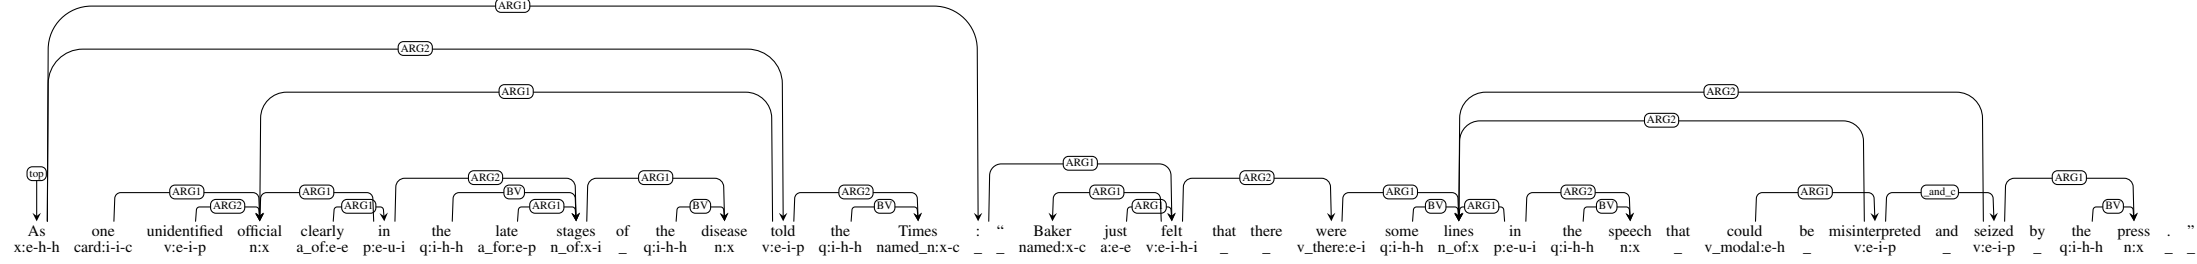 ARG1
ARG2
ARG1 ARG2
ARG2
top ARG2 ARG1 ARG1
ARG1 ARG1 BV ARG2 ARG2 ARG1 ARG1 ARG2 ARG1 _and_c ARG1
ARG2 ARG1 ARG1 BV BV ARG1 BV ARG1 BV BV
As one unidentified official clearly in the late stages of the disease told the Times : “ Baker just felt that there were some lines in the speech that could be misinterpreted and seized by the press . ”
x:e-h-h card:i-i-c v:e-i-p n:x a_of:e-e p:e-u-i q:i-h-h a_for:e-p n_of:x-i _ q:i-h-h n:x v:e-i-p q:i-h-h named_n:x-c _ _ named:x-c a:e-e v:e-i-h-i _ _ v_there:e-i q:i-h-h n_of:x p:e-u-i q:i-h-h n:x _ v_modal:e-h _ v:e-i-p _ v:e-i-p _ q:i-h-h n:x _ _